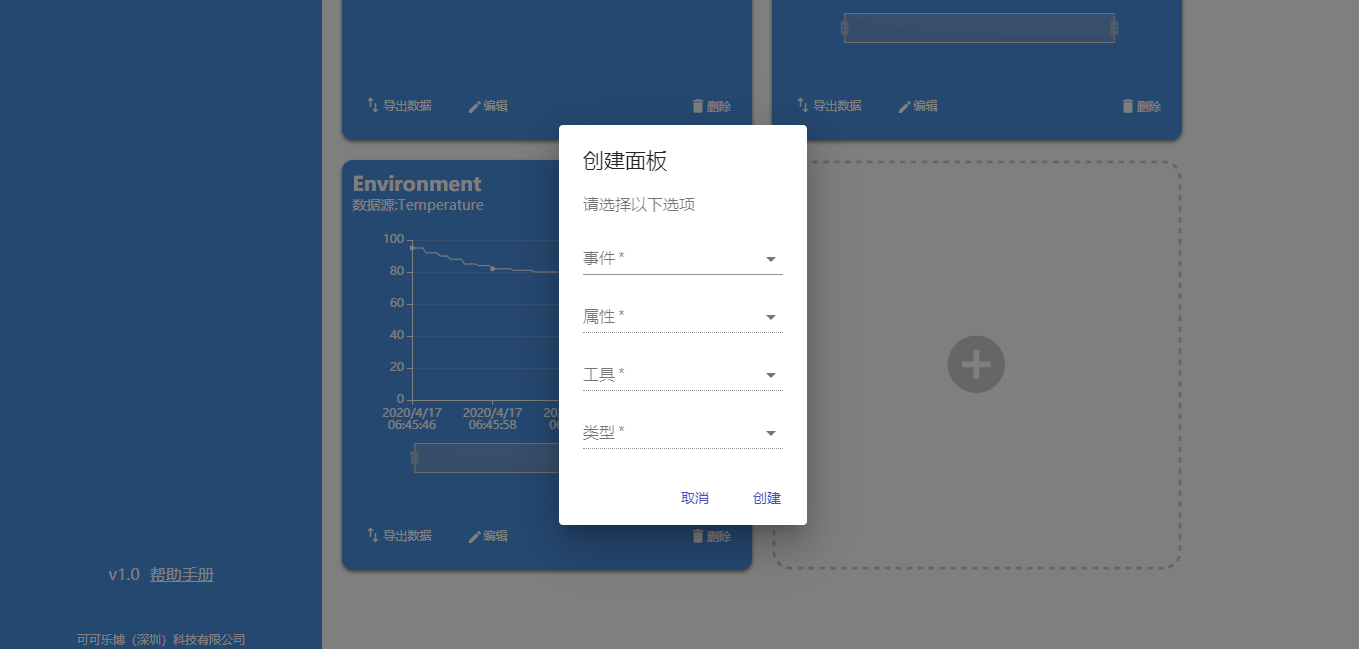 导出数据
编辑
删除
导出数据
编辑
删除
Environment
数据源:Temperature
100
80
60
40
20
0
2020/4/17
06:45:46
2020/4/17
06:45:58
导出数据
编辑
删除
创建面板
请选择以下选项
事件 *
属性 *
工具 *
类型 *
取消
创建
v1.0 帮助手册
可可乐博（深圳）科技有限公司